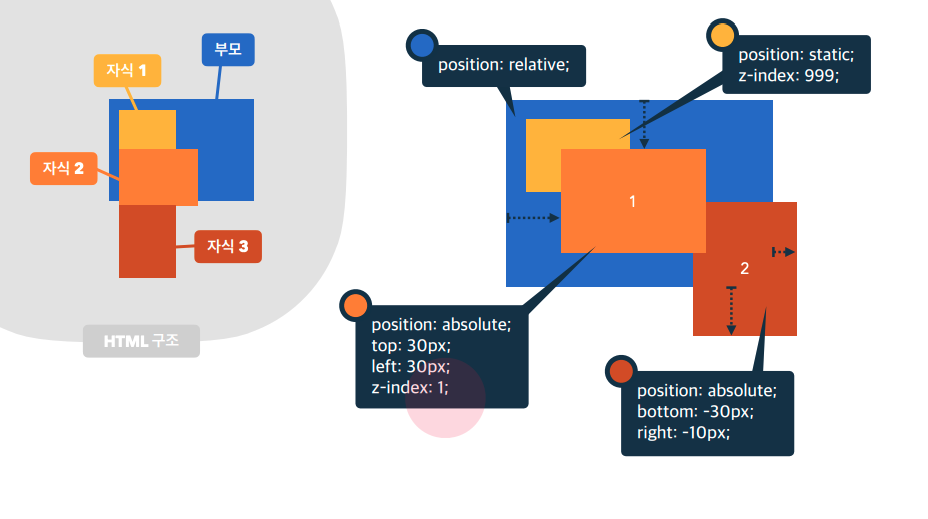 부모
자식 1
자식 2
자식 3
HTML 구조
position: relative;
position: static;
z-index: 999;
1
2
position: absolute;
top: 30px;
left: 30px;
z-index: 1;
position: absolute;
bottom: -30px;
right: -10px;